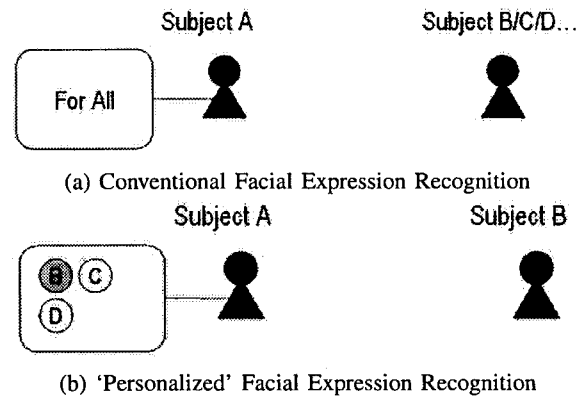 Subject A Subject B/C/D...
For All
(a) Conventional Facial Expression Recognition
Subject A Subject B
B C
D
(b) 'Personalized' Facial Expression Recognition